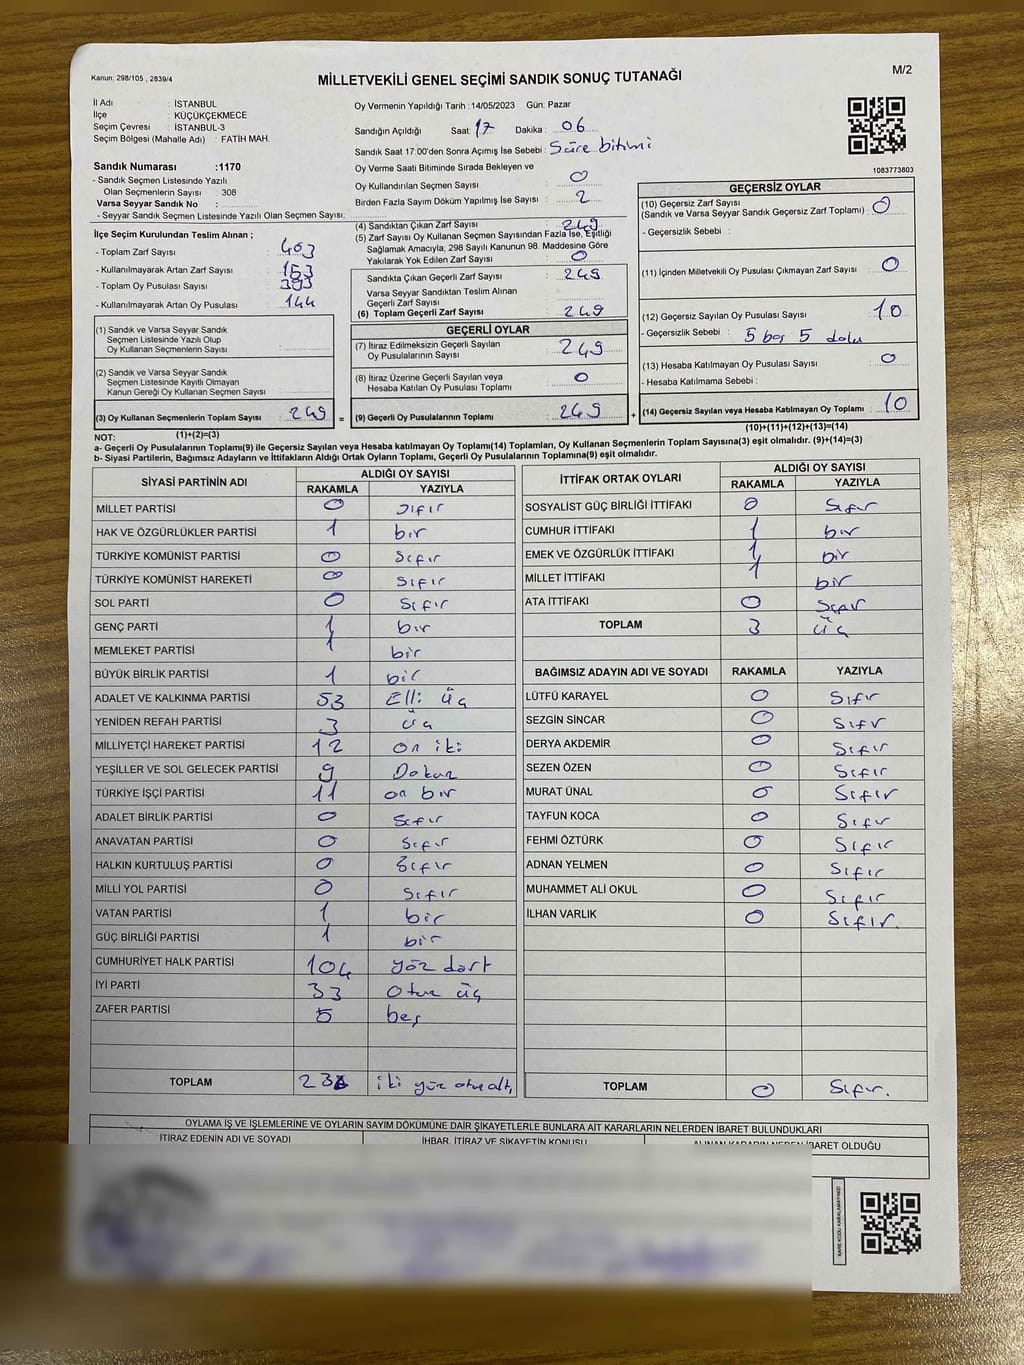 Kanun; 298/105 , 2839/4
MİLLETVEKİLİ GENEL SEÇİMİ SANDIK SONUÇ TUTANAĞI
M/2
İl Adı : İSTANBUL
İlçe : KÜÇÜKÇEKMECE
Seçim Çevresi : İSTANBUL-3
Seçim Bölgesi (Mahalle Adı) : FATİH MAH.
Sandık Numarası :1170
- Sandık Seçmen Listesinde Yazılı
Olan Seçmenlerin Sayısı : 308
Varsa Seyyar Sandık No :
- Seyyar Sandık Seçmen Listesinde Yazılı Olan Seçmen Sayısı:
Oy Vermenin Yapıldığı Tarih :14/05/2023 Gün: Pazar
Sandığın Açıldığı Saat: 17 Dakika : 06
Sandık Saat 17:00'den Sonra Açımış İse Sebebi : Süre bitimi
Oy Verme Saati Bitiminde Sırada Bekleyen ve
Oy Kullandırılan Seçmen Sayısı : 0
Birden Fazla Sayım Döküm Yapılmış İse Sayısı : 2
1083773803
İlçe Seçim Kurulundan Teslim Alınan ;
- Toplam Zarf Sayısı : 403
- Kullanılmayarak Artan Zarf Sayısı : 153
- Toplam Oy Pusulası Sayısı : 393
- Kullanılmayarak Artan Oy Pusulası : 144
(4) Sandıktan Çıkan Zarf Sayısı : 249
(5) Zarf Sayısı Oy Kullanan Seçmen Sayısından Fazla İse, Eşitliği
Sağlamak Amacıyla; 298 Sayılı Kanunun 98. Maddesine Göre
Yakılarak Yok Edilen Zarf Sayısı : 0
Sandıkta Çıkan Geçerli Zarf Sayısı : 249
Varsa Seyyar Sandıktan Teslim Alınan
Geçerli Zarf Sayısı :
(6) Toplam Geçerli Zarf Sayısı : 249
GEÇERSİZ OYLAR
(10) Geçersiz Zarf Sayısı
(Sandık ve Varsa Seyyar Sandık Geçersiz Zarf Toplamı) : 0
- Geçersizlik Sebebi :
(11) İçinden Milletvekili Oy Pusulası Çıkmayan Zarf Sayısı : 0
(12) Geçersiz Sayılan Oy Pusulası Sayısı : 10
- Geçersizlik Sebebi : 5 boş 5 dolu
(13) Hesaba Katılmayan Oy Pusulası Sayısı : 0
- Hesaba Katılmama Sebebi :
(1) Sandık ve Varsa Seyyar Sandık
Seçmen Listesinde Yazılı Olup
Oy Kullanan Seçmenlerin Sayısı :
(2) Sandık ve Varsa Seyyar Sandık
Seçmen Listesinde Kayıtlı Olmayan
Kanun Gereği Oy Kullanan Seçmen Sayısı :
GEÇERLİ OYLAR
(7) İtiraz Edilmeksizin Geçerli Sayılan
Oy Pusulalarının Sayısı : 249
(8) İtiraz Üzerine Geçerli Sayılan veya
Hesaba Katılan Oy Pusulası Toplamı : 0
(3) Oy Kullanan Seçmenlerin Toplam Sayısı : 249 = (9) Geçerli Oy Pusulalarının Toplamı : 249 + (14) Geçersiz Sayılan veya Hesaba Katılmayan Oy Toplamı : 10
(1)+(2)=(3)
(10)+(11)+(12)+(13)=(14)
NOT:
a- Geçerli Oy Pusulaları Toplamı(9) ile Geçersiz Sayılan veya Hesaba katılmayan Oy Toplamı(14) Toplamları, Oy Kullanan Seçmenlerin Toplam Sayısına(3) eşit olmalıdır. (9)+(14)=(3)
b- Siyasi Partilerin, Bağımsız Adayların ve İttifakların Aldığı Ortak Oyların Toplamı, Geçerli Oy Pusulalarının Toplamına(9) eşit olmalıdır.
SİYASİ PARTİNİN ADI ALDIĞI OY SAYISI
RAKAMLA YAZIYLA
MİLLET PARTİSİ 0 Sıfır
HAK VE ÖZGÜRLÜKLER PARTİSİ 1 bir
TÜRKİYE KOMÜNİST PARTİSİ 0 Sıfır
TÜRKİYE KOMÜNİST HAREKETİ 0 Sıfır
SOL PARTİ 0 Sıfır
GENÇ PARTİ 1 bir
MEMLEKET PARTİSİ 1 bir
BÜYÜK BİRLİK PARTİSİ 1 bir
ADALET VE KALKINMA PARTİSİ 53 Elli üç
YENİDEN REFAH PARTİSİ 3 üç
MİLLİYETÇİ HAREKET PARTİSİ 12 on iki
YEŞİLLER VE SOL GELECEK PARTİSİ 9 Dokuz
TÜRKİYE İŞÇİ PARTİSİ 11 on bir
ADALET BİRLİK PARTİSİ 0 Sıfır
ANAVATAN PARTİSİ 0 Sıfır
HALKIN KURTULUŞ PARTİSİ 0 Sıfır
MİLLİ YOL PARTİSİ 0 Sıfır
VATAN PARTİSİ 1 bir
GÜÇ BİRLİĞİ PARTİSİ 1 bir
CUMHURİYET HALK PARTİSİ 104 yüz dört
İYİ PARTİ 33 Otuz üç
ZAFER PARTİSİ 5 beş
TOPLAM 236 iki yüz otuz altı
İTTİFAK ORTAK OYLARI ALDIĞI OY SAYISI
RAKAMLA YAZIYLA
SOSYALİST GÜÇ BİRLİĞİ İTTİFAKI 0 Sıfır
CUMHUR İTTİFAKI 1 bir
EMEK VE ÖZGÜRLÜK İTTİFAKI 1 bir
MİLLET İTTİFAKI 1 bir
ATA İTTİFAKI 0 Sıfır
TOPLAM 3 üç
BAĞIMSIZ ADAYIN ADI VE SOYADI RAKAMLA YAZIYLA
LÜTFÜ KARAYEL 0 Sıfır
SEZGİN SİNCAR 0 Sıfır
DERYA AKDEMİR 0 Sıfır
SEZEN ÖZEN 0 Sıfır
MURAT ÜNAL 0 Sıfır
TAYFUN KOCA 0 Sıfır
FEHMİ ÖZTÜRK 0 Sıfır
ADNAN YELMEN 0 Sıfır
MUHAMMET ALİ OKUL 0 Sıfır
İLHAN VARLIK 0 Sıfır.
TOPLAM 0 Sıfır.
OYLAMA İŞ VE İŞLEMLERİNE VE OYLARIN SAYIM DÖKÜMÜNE DAİR ŞİKAYETLERLE BUNLARA AİT KARARLARIN NELERDEN İBARET BULUNDUKLARI
İTİRAZ EDENİN ADI VE SOYADI İHBAR, İTİRAZ VE ŞİKAYETİN KONUSU ALINAN KARARIN NEDEN İBARET OLDUĞU
KARE KODU KARALAMAYINIZ!